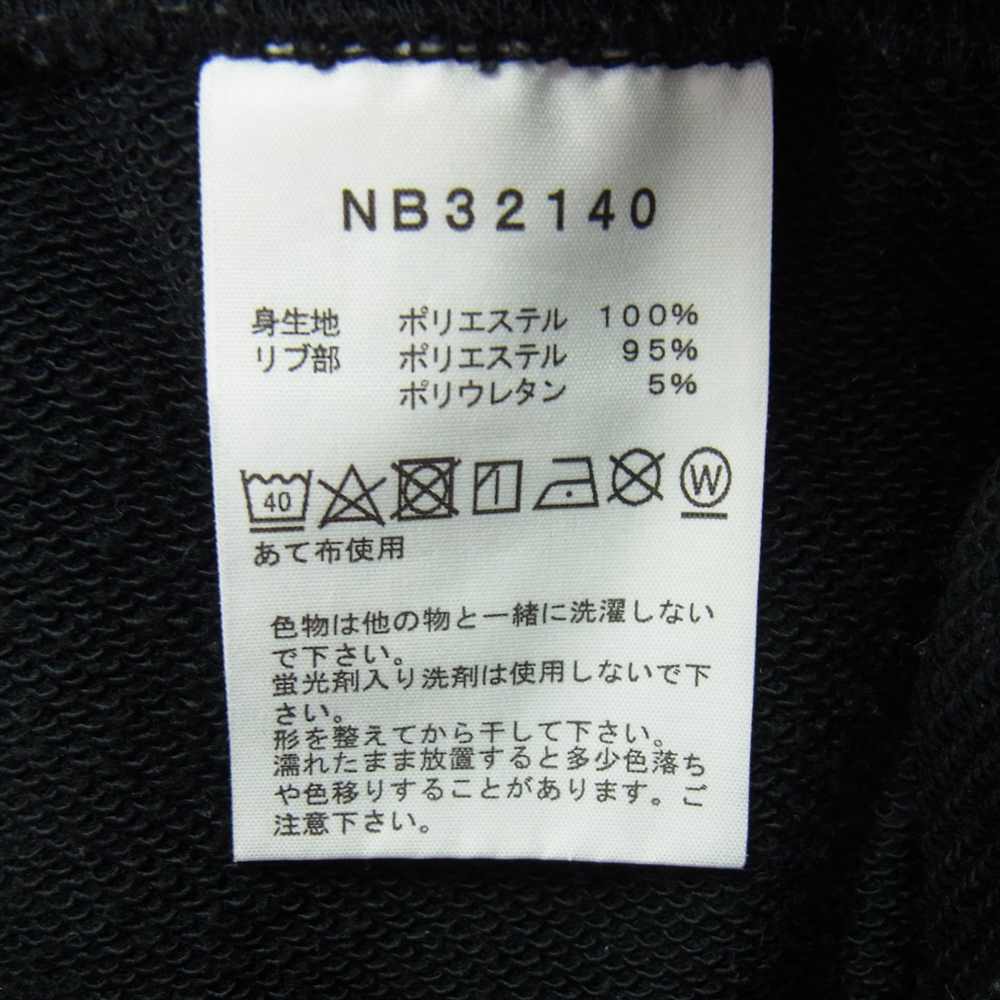 NB32140
身生地 ポリエステル 100%
リブ部 ポリエステル 95%
ポリウレタン 5%
40 W
あて布使用
色物は他の物と一緒に洗濯しない
で下さい。
蛍光剤入り洗剤は使用しないで下
さい。
形を整えてから干して下さい。
濡れたまま放置すると多少色落ち
や色移りすることがあります。ご
注意下さい。